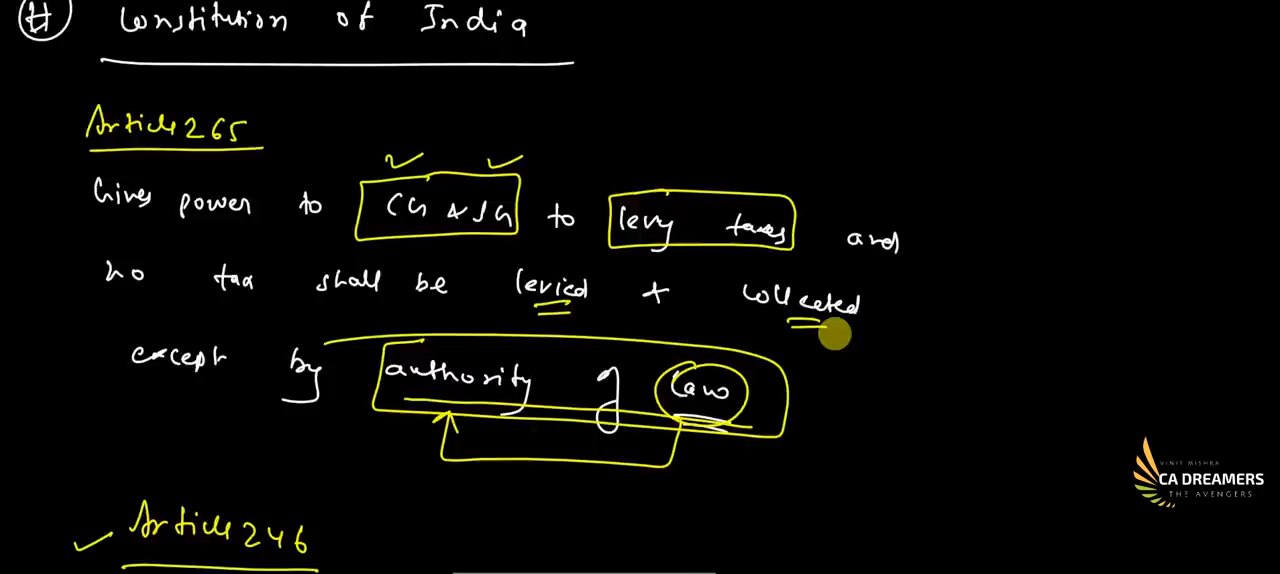 # Constitution of India
Article 265
Gives power to CG & SG to levy taxes and
no tax shall be levied & collected
except by authority of law
Article 246
VINIT MISHRA
CA DREAMERS
THE AVENGERS